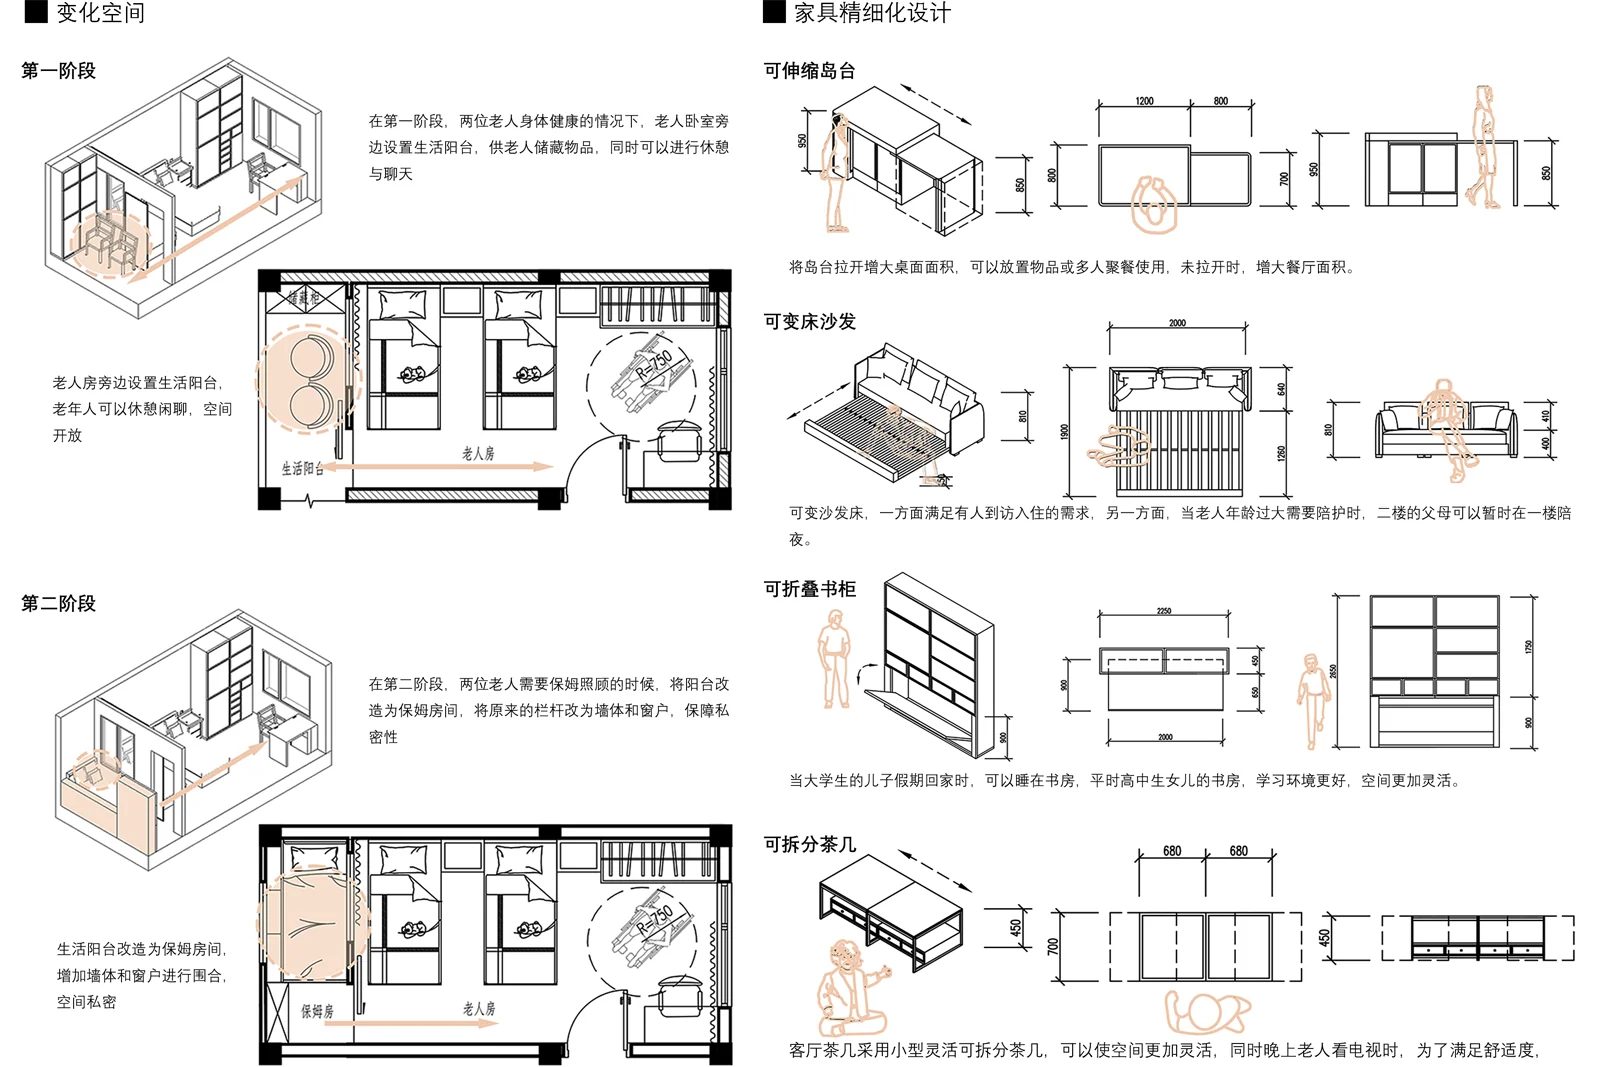 变化空间
第一阶段
在第一阶段，两位老人身体健康的情况下，老人卧室旁
边设置生活阳台，供老人储藏物品，同时可以进行休憩
与聊天
储藏柜
R=750
老人房
生活阳台
老人房旁边设置生活阳台，
老年人可以休憩闲聊，空间
开放
第二阶段
在第二阶段，两位老人需要保姆照顾的时候，将阳台改
造为保姆房间，将原来的栏杆改为墙体和窗户，保障私
密性
R=750
保姆房
老人房
生活阳台改造为保姆房间，
增加墙体和窗户进行围合，
空间私密
家具精细化设计
可伸缩岛台
950
850
1200
800
800
700
950
850
将岛台拉开增大桌面面积，可以放置物品或多人聚餐使用，未拉开时，增大餐厅面积。
可变床沙发
810
2000
1900
640
1260
810
410
400
可变沙发床，一方面满足有人到访入住的需求，另一方面，当老人年龄过大需要陪护时，二楼的父母可以暂时在一楼陪
夜。
可折叠书柜
900
2250
900
450
650
2000
2650
1750
900
当大学生的儿子假期回家时，可以睡在书房，平时高中生女儿的书房，学习环境更好，空间更加灵活。
可拆分茶几
450
680
680
700
450
客厅茶几采用小型灵活可拆分茶几，可以使空间更加灵活，同时晚上老人看电视时，为了满足舒适度，